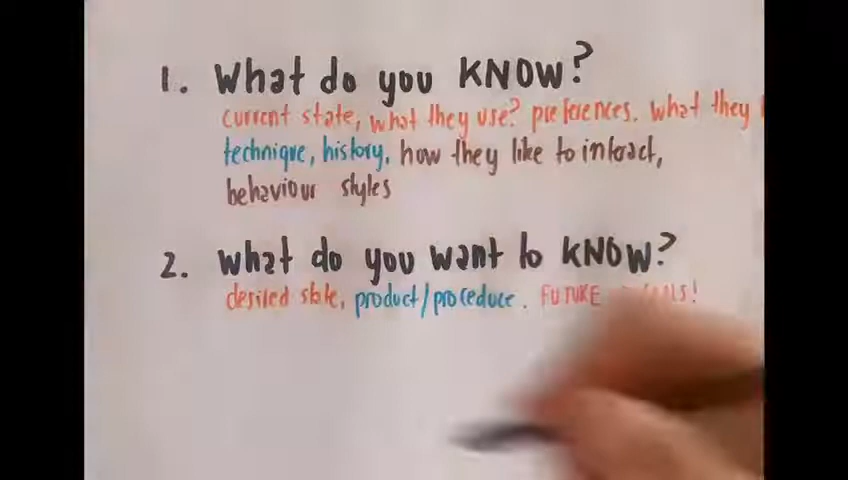 1. What do you KNOW?
current state, what they use? preferences. what they
technique, history, how they like to interact,
behaviour styles
2. What do you want to KNOW?
desired state, product/procedure. FUTURE